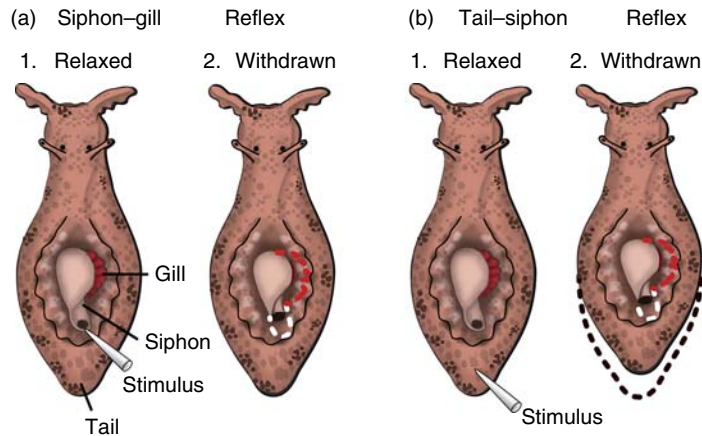 (a) Siphon–gill Reflex
1. Relaxed 2. Withdrawn
Gill
Siphon
Stimulus
Tail
(b) Tail–siphon Reflex
1. Relaxed 2. Withdrawn
Stimulus